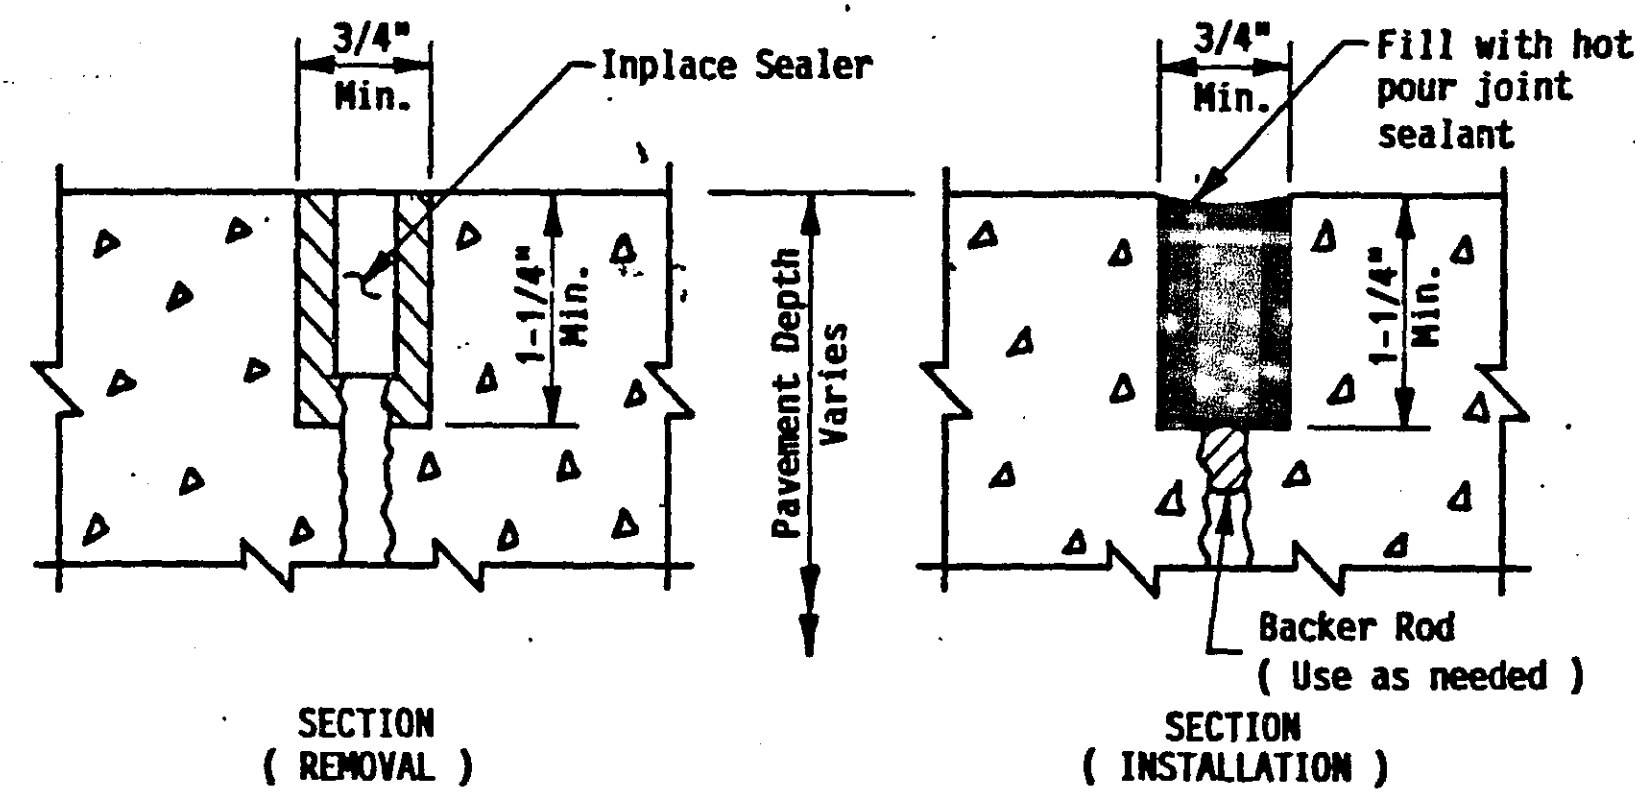 3/4"
Min.
Inplace Sealer
1-1/4"
Min.
SECTION
( REMOVAL )
Pavement Depth
Varies
3/4"
Min.
Fill with hot
pour joint
sealant
1-1/4"
Min.
Backer Rod
( Use as needed )
SECTION
( INSTALLATION )